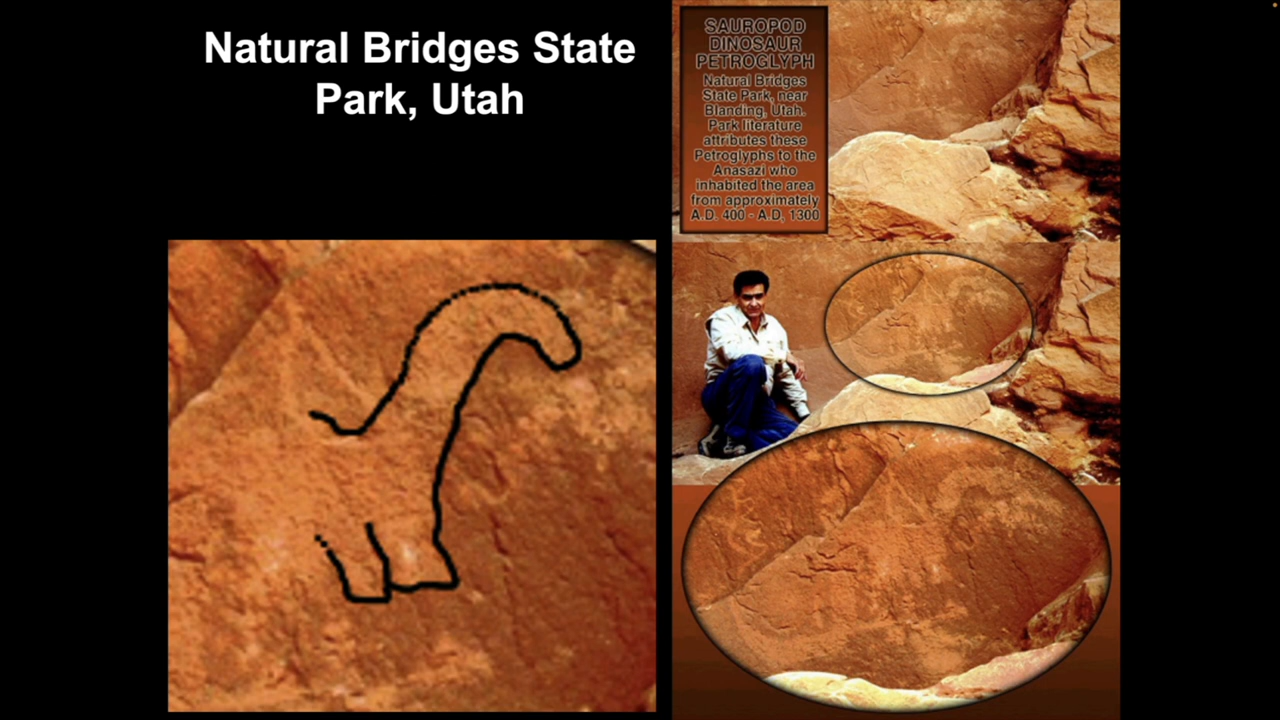 Natural Bridges State
Park, Utah
SAUROPOD
DINOSAUR
PETROGLYPH
Natural Bridges
State Park, near
Blanding, Utah.
Park literature
attributes these
Petroglyphs to the
Anasazi who
inhabited the area
from approximately
A.D. 400 - A.D, 1300